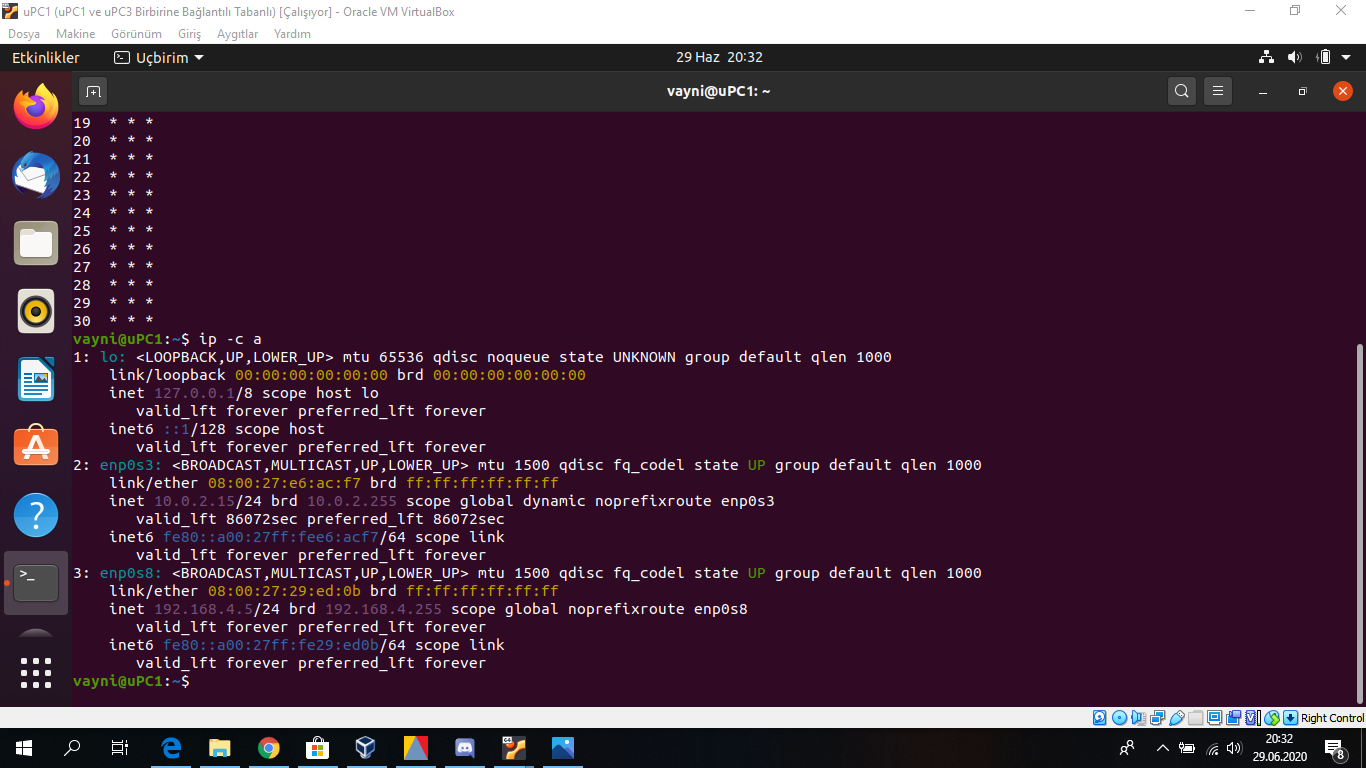 uPC1 (uPC1 ve uPC3 Birbirine Bağlantılı Tabanlı) [Çalışıyor] - Oracle VM VirtualBox
Dosya Makine Görünüm Giriş Aygıtlar Yardım
Etkinlikler Uçbirim 29 Haz 20:32
vayni@uPC1: ~
19 * * *
20 * * *
21 * * *
22 * * *
23 * * *
24 * * *
25 * * *
26 * * *
27 * * *
28 * * *
29 * * *
30 * * *
vayni@uPC1:~$ ip -c a
1: lo: <LOOPBACK,UP,LOWER_UP> mtu 65536 qdisc noqueue state UNKNOWN group default qlen 1000
link/loopback 00:00:00:00:00:00 brd 00:00:00:00:00:00
inet 127.0.0.1/8 scope host lo
valid_lft forever preferred_lft forever
inet6 ::1/128 scope host
valid_lft forever preferred_lft forever
2: enp0s3: <BROADCAST,MULTICAST,UP,LOWER_UP> mtu 1500 qdisc fq_codel state UP group default qlen 1000
link/ether 08:00:27:e6:ac:f7 brd ff:ff:ff:ff:ff:ff
inet 10.0.2.15/24 brd 10.0.2.255 scope global dynamic noprefixroute enp0s3
valid_lft 86072sec preferred_lft 86072sec
inet6 fe80::a00:27ff:fee6:acf7/64 scope link
valid_lft forever preferred_lft forever
3: enp0s8: <BROADCAST,MULTICAST,UP,LOWER_UP> mtu 1500 qdisc fq_codel state UP group default qlen 1000
link/ether 08:00:27:29:ed:0b brd ff:ff:ff:ff:ff:ff
inet 192.168.4.5/24 brd 192.168.4.255 scope global noprefixroute enp0s8
valid_lft forever preferred_lft forever
inet6 fe80::a00:27ff:fe29:ed0b/64 scope link
valid_lft forever preferred_lft forever
vayni@uPC1:~$
Right Control
20:32
29.06.2020
8